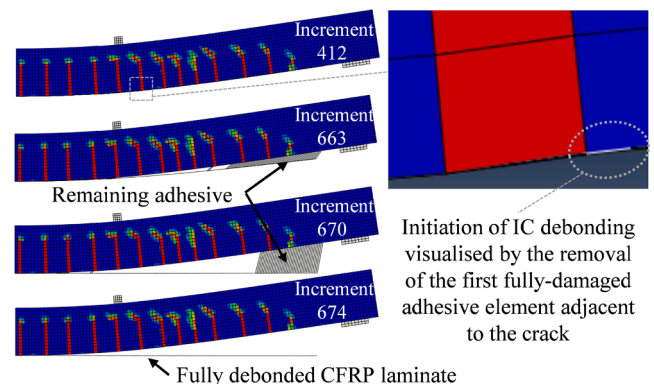 Increment
412
Increment
663
Remaining adhesive
Increment
670
Increment
674
Fully debonded CFRP laminate
Initiation of IC debonding
visualised by the removal
of the first fully-damaged
adhesive element adjacent
to the crack